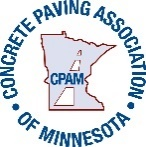 CONCRETE PAVING ASSOCIATION
CPAM
• OF MINNESOTA •